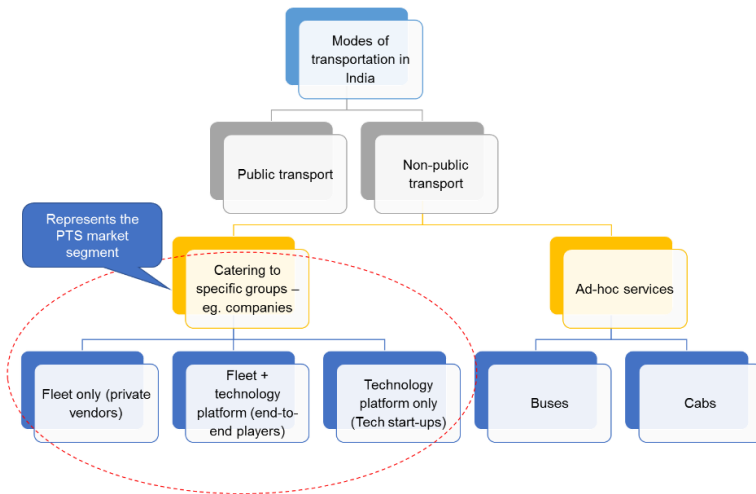 Modes of
transportation in
India
Public transport
Non-public
transport
Represents the
PTS market
segment
Catering to
specific groups –
eg. companies
Ad-hoc services
Fleet only (private
vendors)
Fleet +
technology
platform (end-to-
end players)
Technology
platform only
(Tech start-ups)
Buses
Cabs